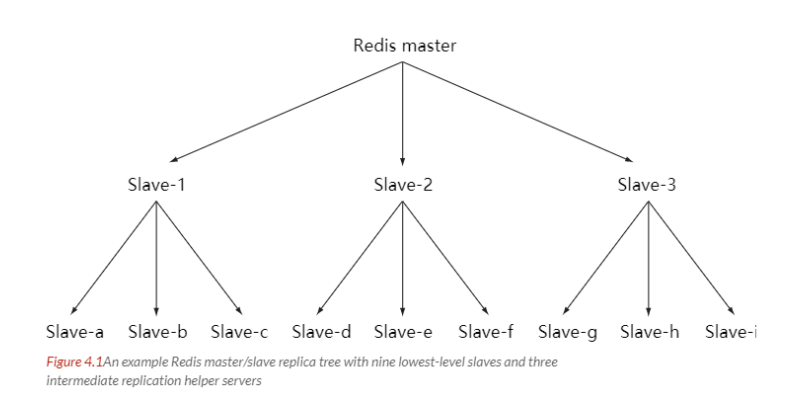 Redis master
Slave-1 Slave-2 Slave-3
Slave-a Slave-b Slave-c Slave-d Slave-e Slave-f Slave-g Slave-h Slave-i
Figure 4.1An example Redis master/slave replica tree with nine lowest-level slaves and three
intermediate replication helper servers